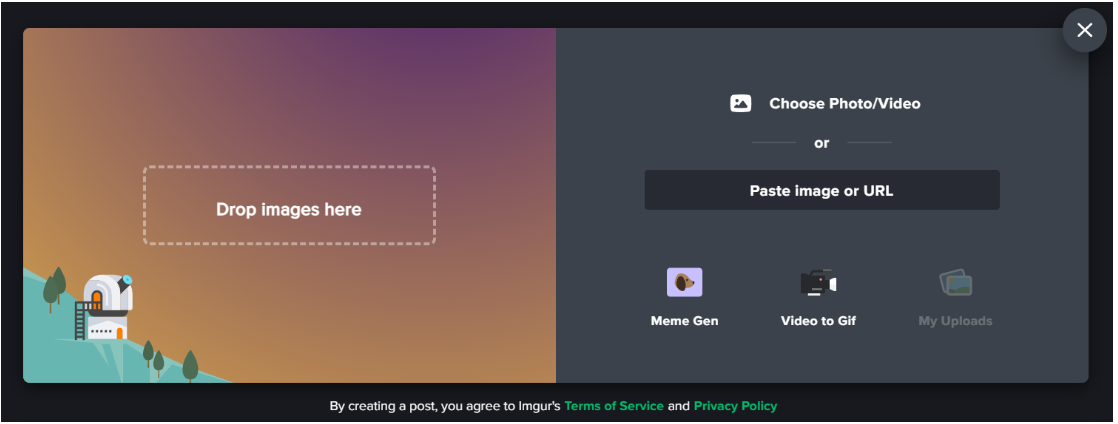 Drop images here
Choose Photo/Video
or
Paste image or URL
Meme Gen
Video to Gif
My Uploads
By creating a post, you agree to Imgur's Terms of Service and Privacy Policy